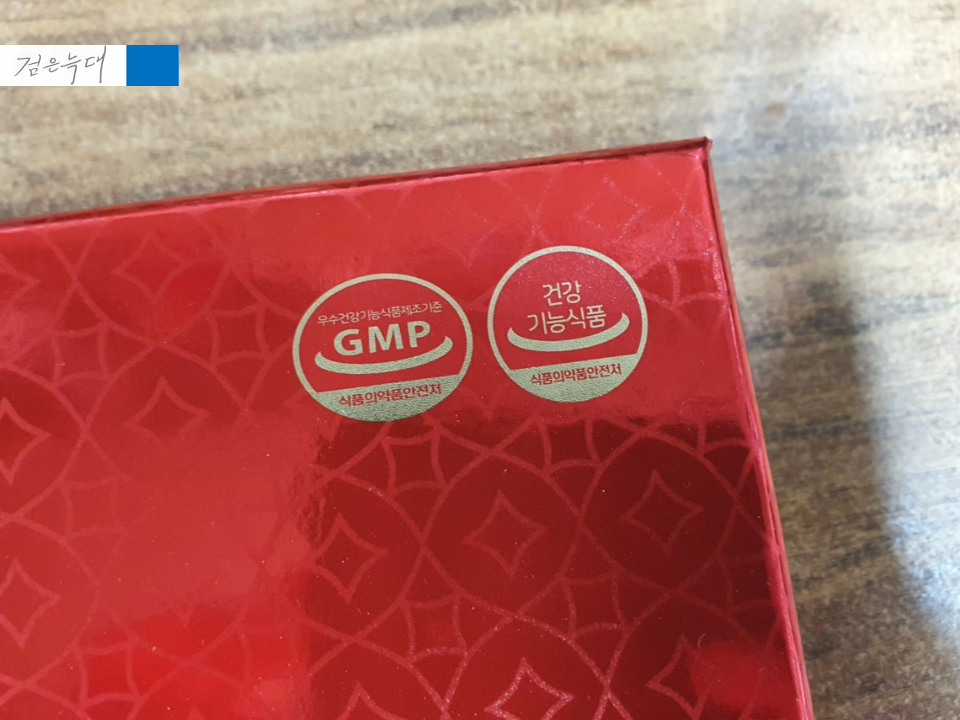 검은늑대
우수건강기능식품제조기준
GMP
식품의약품안전처
건강
기능식품
식품의약품안전처